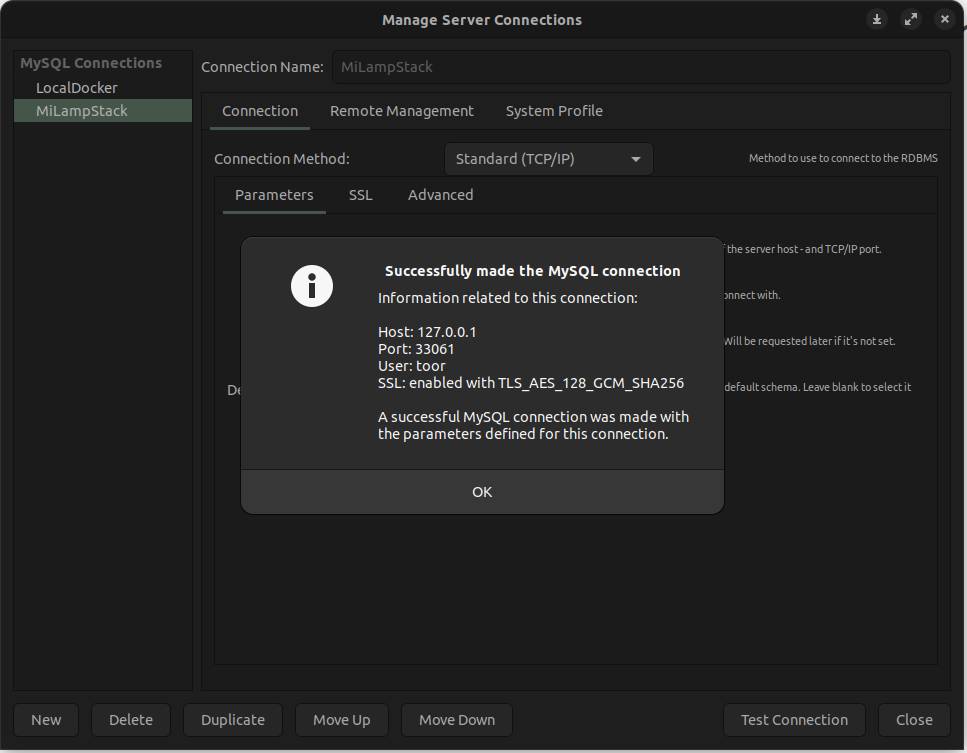 Manage Server Connections
MySQL Connections
LocalDocker
MiLampStack
Connection Name: MiLampStack
Connection Remote Management System Profile
Connection Method: Standard (TCP/IP) Method to use to connect to the RDBMS
Parameters SSL Advanced
the server host - and TCP/IP port.
with.
Will be requested later if it's not set.
default schema. Leave blank to select it
Successfully made the MySQL connection
Information related to this connection:
Host: 127.0.0.1
Port: 33061
User: toor
SSL: enabled with TLS_AES_128_GCM_SHA256
A successful MySQL connection was made with
the parameters defined for this connection.
OK
New Delete Duplicate Move Up Move Down Test Connection Close